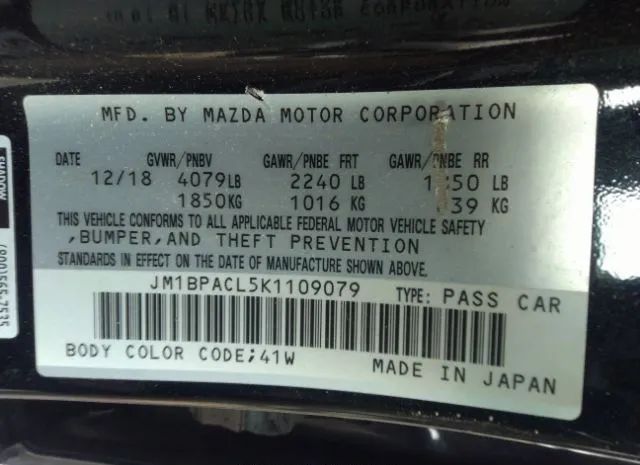 MFD. BY MAZDA MOTOR CORPORATION
DATE GVWR/PNBV GAWR/PNBE FRT GAWR/PNBE RR
12/18 4079LB 2240 LB LB
1850KG 1016 KG KG
THIS VEHICLE CONFORMS TO ALL APPLICABLE FEDERAL MOTOR VEHICLE SAFETY
,BUMPER,AND THEFT PREVENTION
STANDARDS IN EFFECT ON THE DATE OF MANUFACTURE SHOWN ABOVE.
JM1BPACL5K1109079 TYPE: PASS CAR
BODY COLOR CODE;41W MADE IN JAPAN
SHADOW